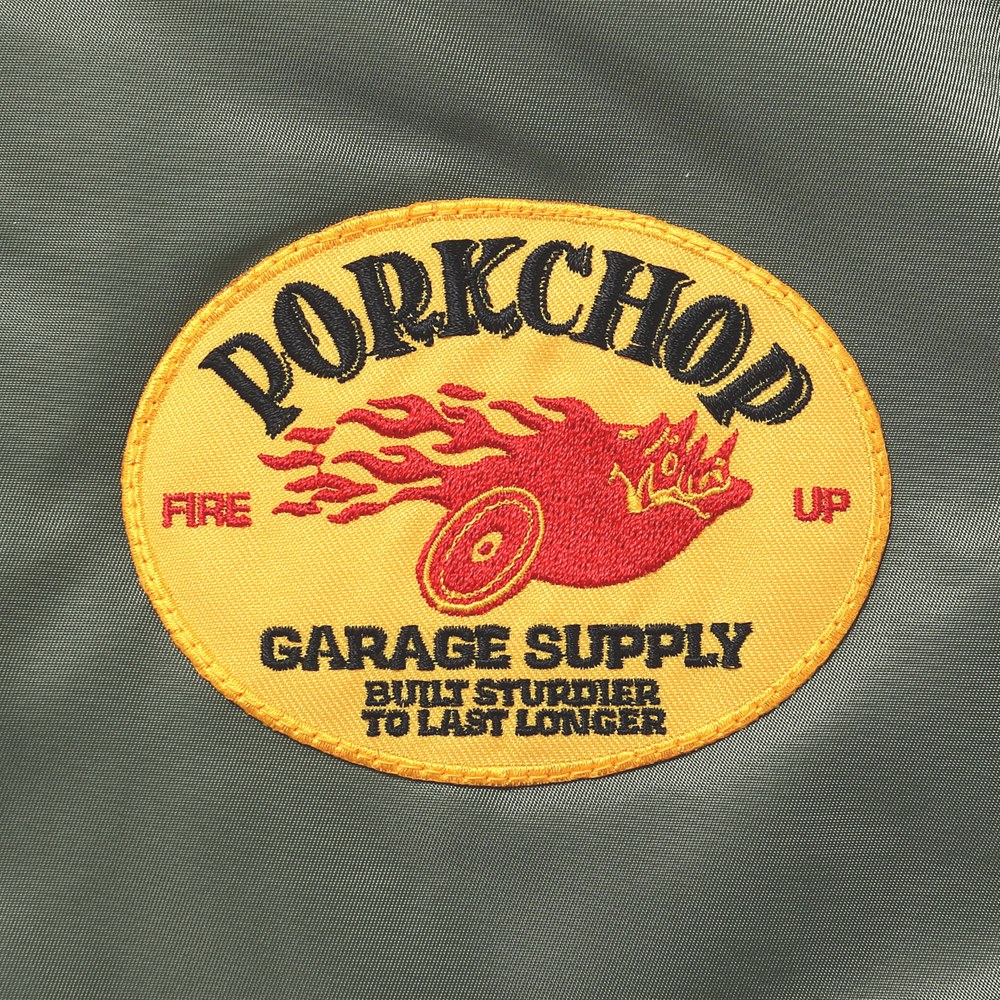 PORKCHOP
FIRE UP
GARAGE SUPPLY
BUILT STURDIER
TO LAST LONGER